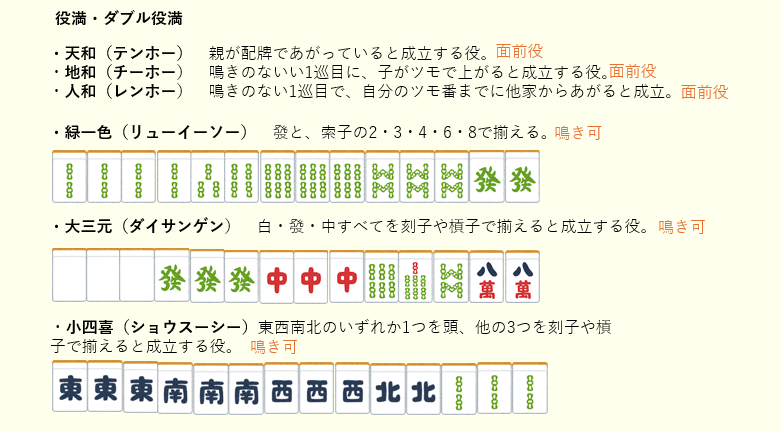 役満・ダブル役満
・天和（テンホー）　親が配牌であがっていると成立する役。面前役
・地和（チーホー）　鳴きのないい1巡目に、子がツモで上がると成立する役。面前役
・人和（レンホー）　鳴きのない1巡目で、自分のツモ番までに他家からあがると成立。面前役
・緑一色（リューイーソー）　發と、索子の2・3・4・6・8で揃える。鳴き可
發 發
・大三元（ダイサンゲン）　白・發・中すべてを刻子や槓子で揃えると成立する役。 鳴き可
發 發 發 中 中 中 八萬 八萬
・小四喜（ショウスーシー）東西南北のいずれか1つを頭、他の3つを刻子や槓
子で揃えると成立する役。 鳴き可
東 東 東 南 南 南 西 西 西 北 北